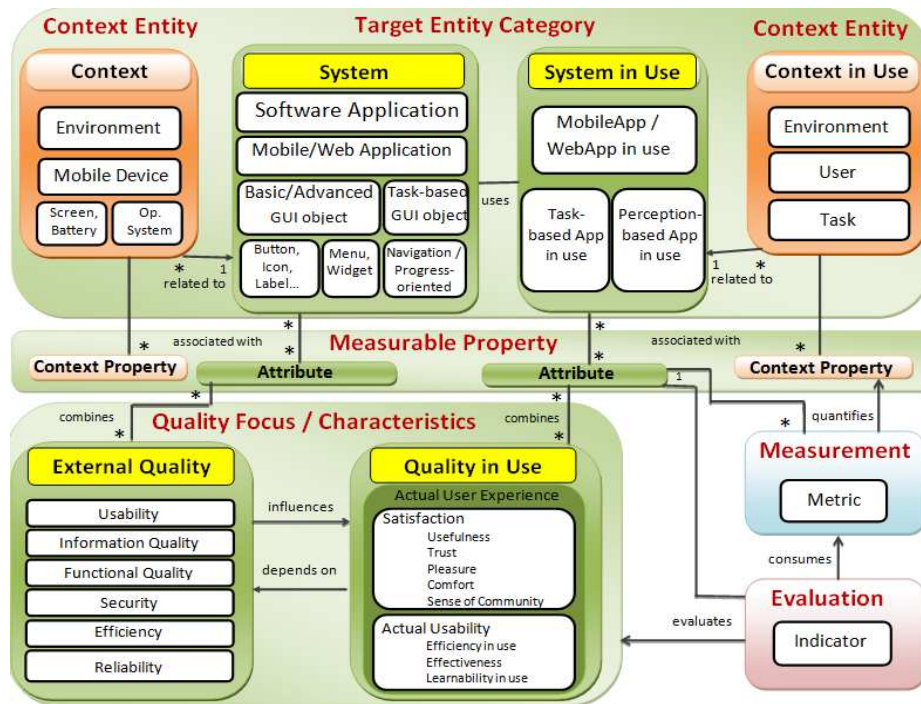 Context Entity
Target Entity Category
Context Entity
Context
Environment
Mobile Device
Screen,
Battery
Op.
System
System
Software Application
Mobile/Web Application
Basic/Advanced
GUI object
Task-based
GUI object
Button,
Icon,
Label...
Menu,
Widget
Navigation /
Progress-
oriented
uses
System in Use
MobileApp /
WebApp in use
Task-
based App
in use
Perception-
based App in
use
Context in Use
Environment
User
Task
* 1
related to
1 *
related to
*
*
associated with
*
*
Measurable Property
*
*
associated with
*
Context Property
Attribute
Attribute
1
Context Property
*
combines
*
Quality Focus / Characteristics
*
combines
*
*
quantifies
External Quality
Usability
Information Quality
Functional Quality
Security
Efficiency
Reliability
influences
depends on
Quality in Use
Actual User Experience
Satisfaction
Usefulness
Trust
Pleasure
Comfort
Sense of Community
Actual Usability
Efficiency in use
Effectiveness
Learnability in use
Measurement
Metric
consumes
Evaluation
Indicator
evaluates